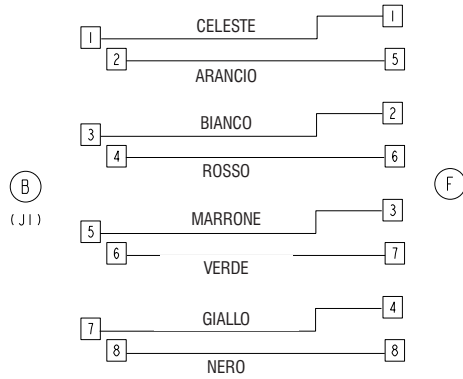 CELESTE 1
1
2 5
ARANCIO
BIANCO 2
3
4 6
ROSSO
B F
(J1)
MARRONE 3
5
6 7
VERDE
GIALLO 4
7
8 8
NERO